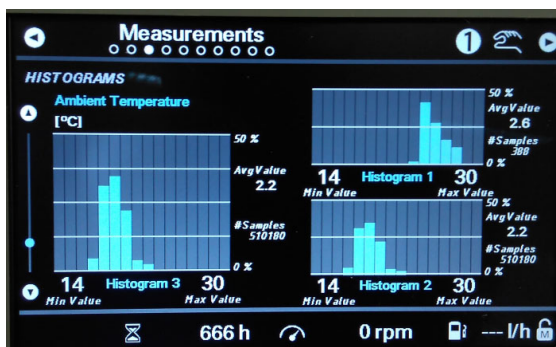 Measurements
1
HISTOGRAMS
Ambient Temperature
[ºC]
50 %
AvgValue
2.2
#Samples
510180
0 %
14 Histogram 3 30
Min Value Max Value
50 %
AvgValue
2.6
#Samples
388
0 %
14 Histogram 1 30
Min Value Max Value
50 %
AvgValue
2.2
#Samples
510180
0 %
14 Histogram 2 30
Min Value Max Value
666 h 0 rpm --- l/h
M